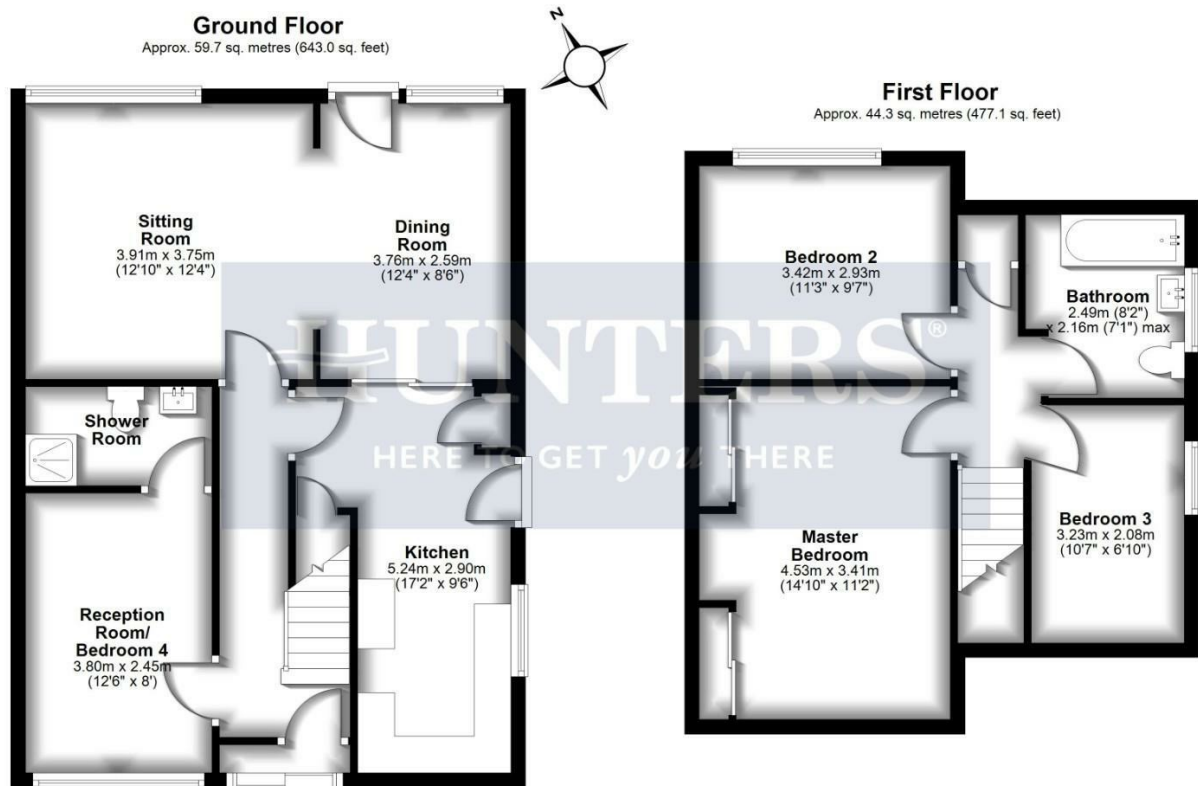 Ground Floor
Approx. 59.7 sq. metres (643.0 sq. feet)
N
Sitting
Room
3.91m x 3.75m
(12'10" x 12'4")
Dining
Room
3.76m x 2.59m
(12'4" x 8'6")
Shower
Room
Kitchen
5.24m x 2.90m
(17'2" x 9'6")
Reception
Room/
Bedroom 4
3.80m x 2.45m
(12'6" x 8')
First Floor
Approx. 44.3 sq. metres (477.1 sq. feet)
Bedroom 2
3.42m x 2.93m
(11'3" x 9'7")
Bathroom
2.49m (8'2")
x 2.16m (7'1") max
Master
Bedroom
4.53m x 3.41m
(14'10" x 11'2")
Bedroom 3
3.23m x 2.08m
(10'7" x 6'10")
HUNTERS®
HERE TO GET you THERE